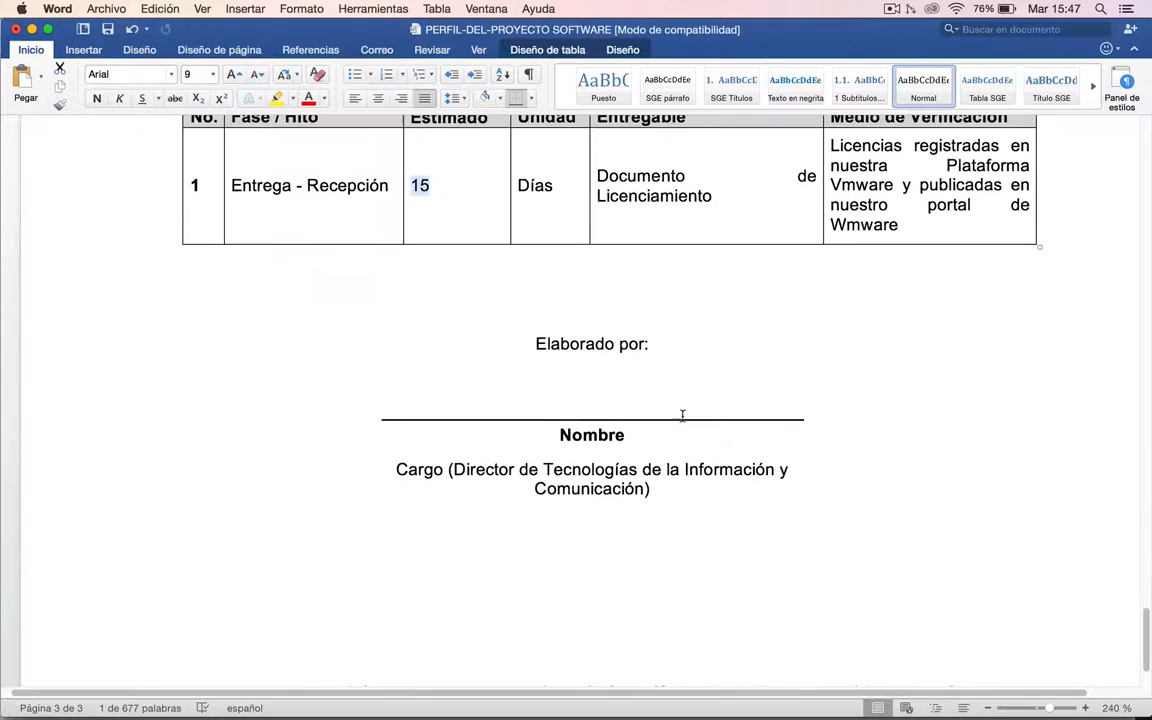 Word Archivo Edición Ver Insertar Formato Herramientas Tabla Ventana Ayuda 76% Mar 15:47
PERFIL-DEL-PROYECTO SOFTWARE [Modo de compatibilidad] Buscar en documento
Inicio Insertar Diseño Diseño de página Referencias Correo Revisar Ver Diseño de tabla Diseño
Arial 9
Pegar
N K S abc X₂ X² A A
AaBbC AaBbCcDdEe 1. AaBbCcE AaBbCcDdEe 1.1. AaBbC AaBbCcDdEe AaBbCcDdEe AaBbCcDd
Puesto SGE párrafo SGE Títulos Texto en negrita 1 Subtítulos... Normal Tabla SGE Título SGE
Panel de
estilos
No. Fase / Hito Estimado Unidad Entregable Medio de Verificación
1 Entrega - Recepción 15 Días
Documento de
Licenciamiento
Licencias registradas en
nuestra Plataforma
Vmware y publicadas en
nuestro portal de
Wmware
Elaborado por:
Nombre
Cargo (Director de Tecnologías de la Información y
Comunicación)
Página 3 de 3 1 de 677 palabras español 240 %